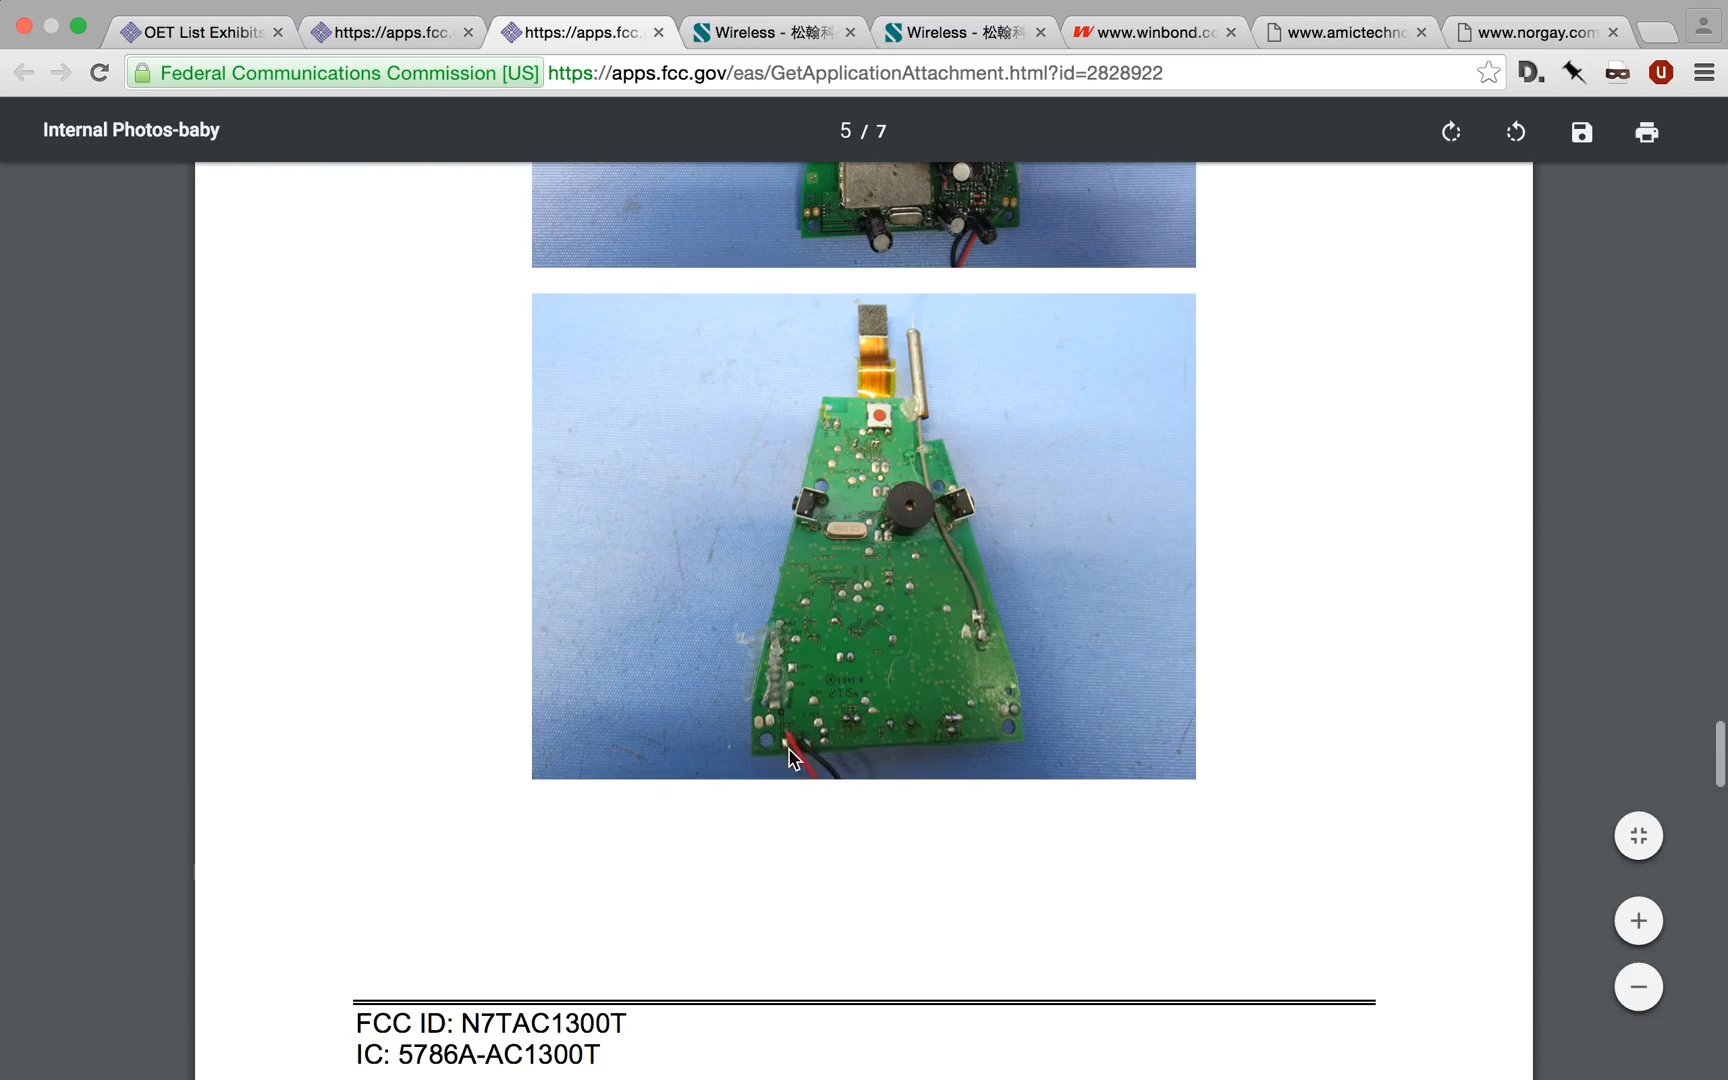 OET List Exhibits
https://apps.fcc.
https://apps.fcc.
Wireless - 松翰科
Wireless - 松翰科
www.winbond.co
www.amictechno
www.norgay.com
Federal Communications Commission [US]
https://apps.fcc.gov/eas/GetApplicationAttachment.html?id=2828922
Internal Photos-baby
5 / 7
FCC ID: N7TAC1300T
IC: 5786A-AC1300T